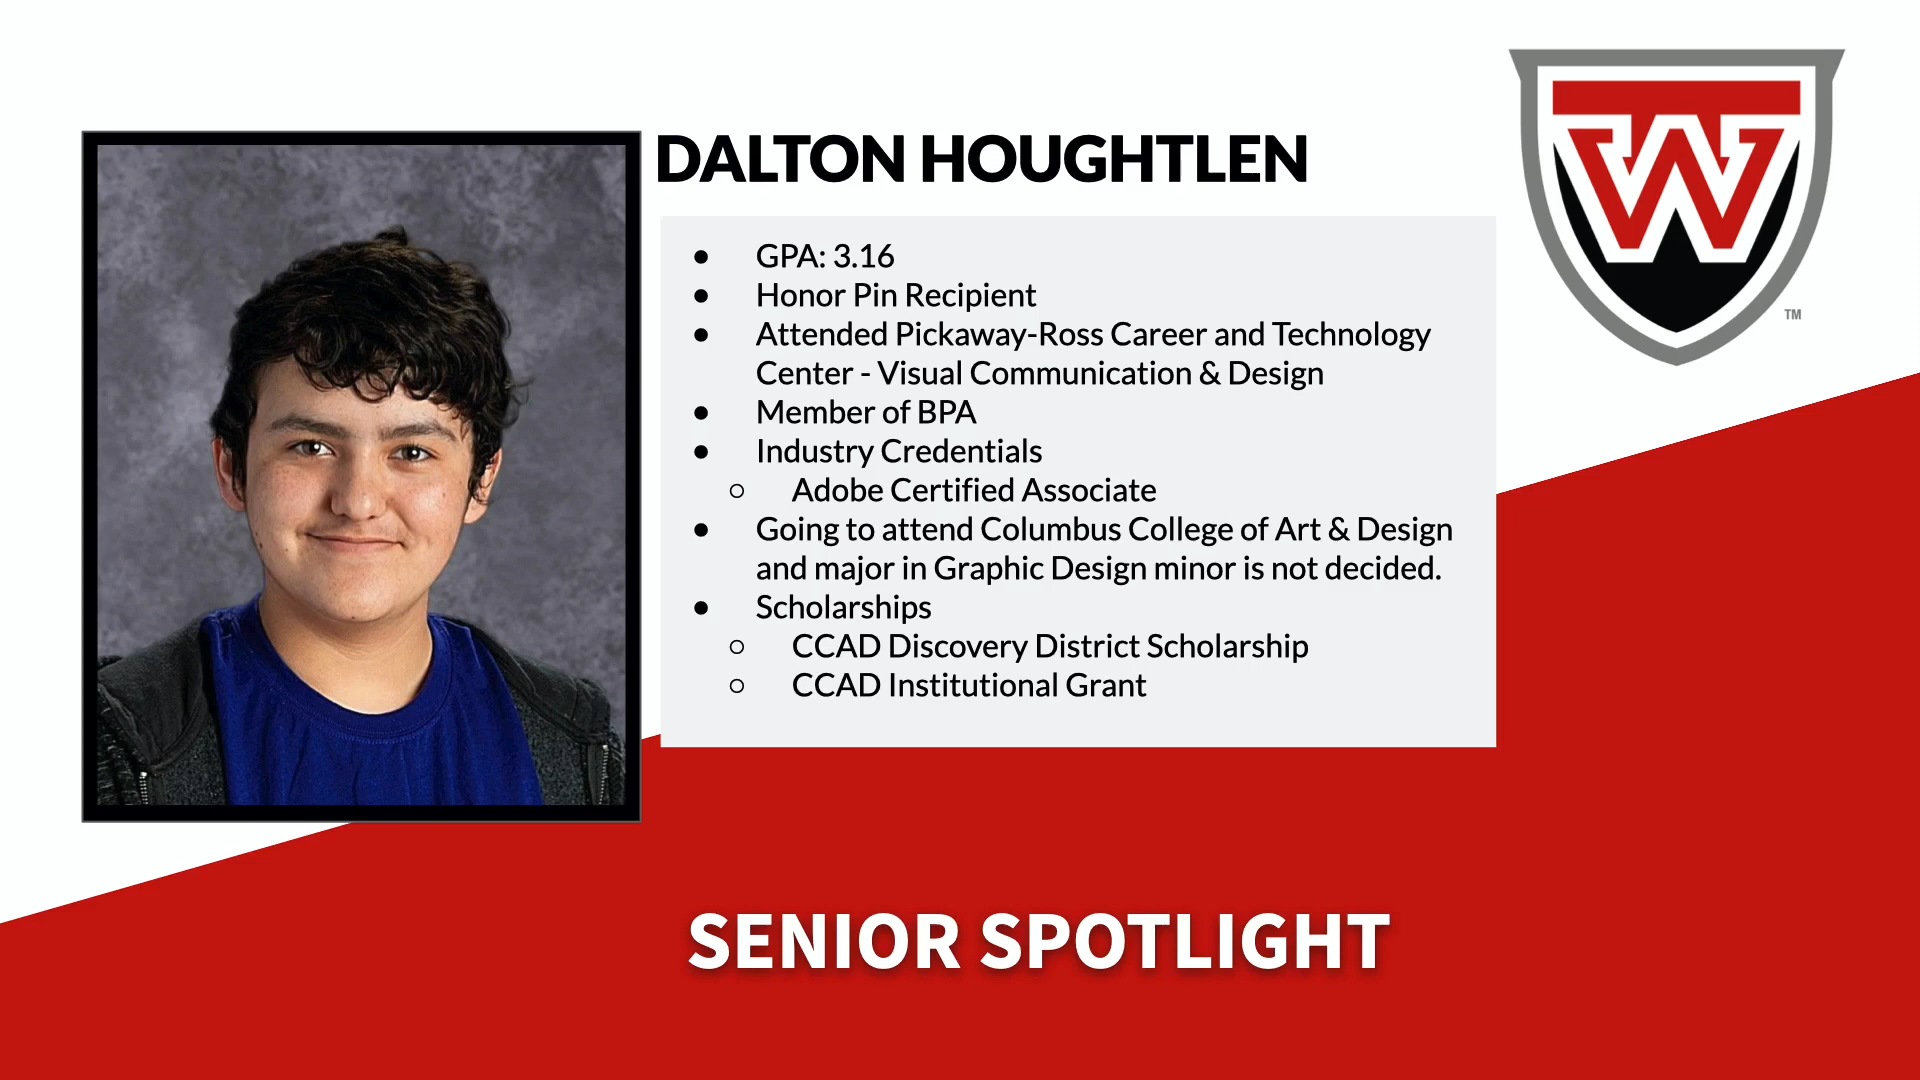 DALTON HOUGHTLEN
● GPA: 3.16
● Honor Pin Recipient
● Attended Pickaway-Ross Career and Technology
Center - Visual Communication & Design
● Member of BPA
● Industry Credentials
○ Adobe Certified Associate
● Going to attend Columbus College of Art & Design
and major in Graphic Design minor is not decided.
● Scholarships
○ CCAD Discovery District Scholarship
○ CCAD Institutional Grant
W
TM
SENIOR SPOTLIGHT